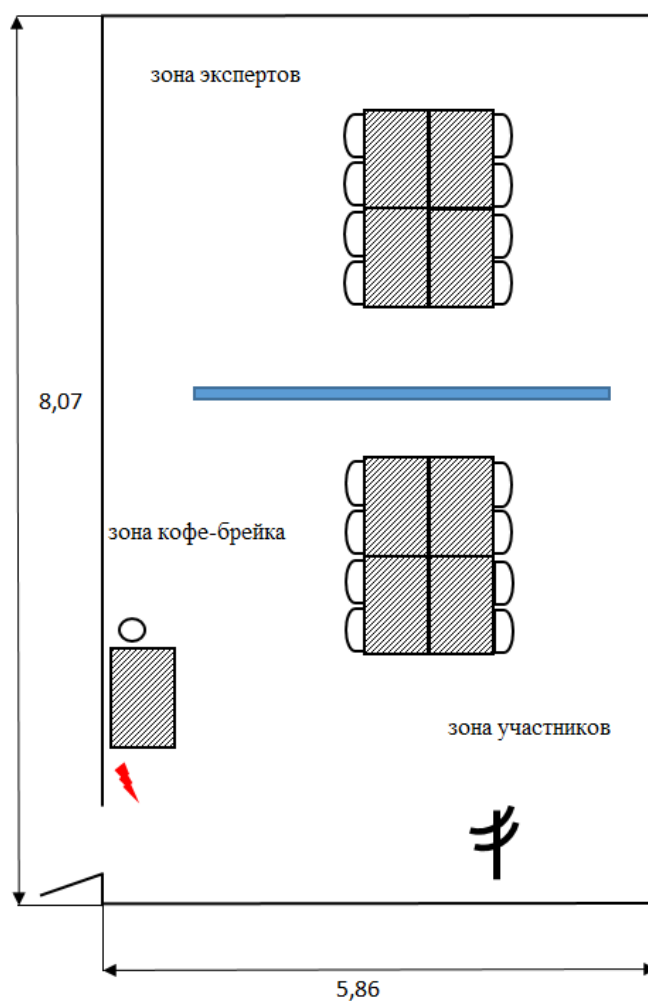 зона экспертов
8,07
зона кофе-брейка
зона участников
5,86